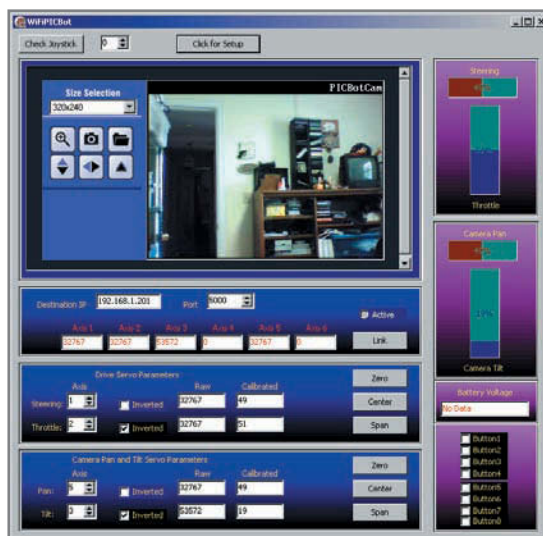 WiFiPICBot
Check Joystick 0 Click for Setup
Size Selection
320x240
PICBotCam
Steering
Throttle
Camera Pan
Camera Tilt
Destination IP 192.168.1.201 Port 5000
Active
Axis 1 Axis 2 Axis 3 Axis 4 Axis 5 Axis 6
32767 32767 53572 0 32767 0
Link
Drive Servo Parameters
Axis Raw Calibrated
Zero
Steering: 1 Inverted 32767 49
Center
Throttle: 2 Inverted 32767 51
Span
Camera Pan and Tilt Servo Parameters
Axis Raw Calibrated
Zero
Pan: 5 Inverted 32767 49
Center
Tilt: 3 Inverted 53572 19
Span
Battery Voltage
No Data
Button1
Button2
Button3
Button4
Button5
Button6
Button7
Button8